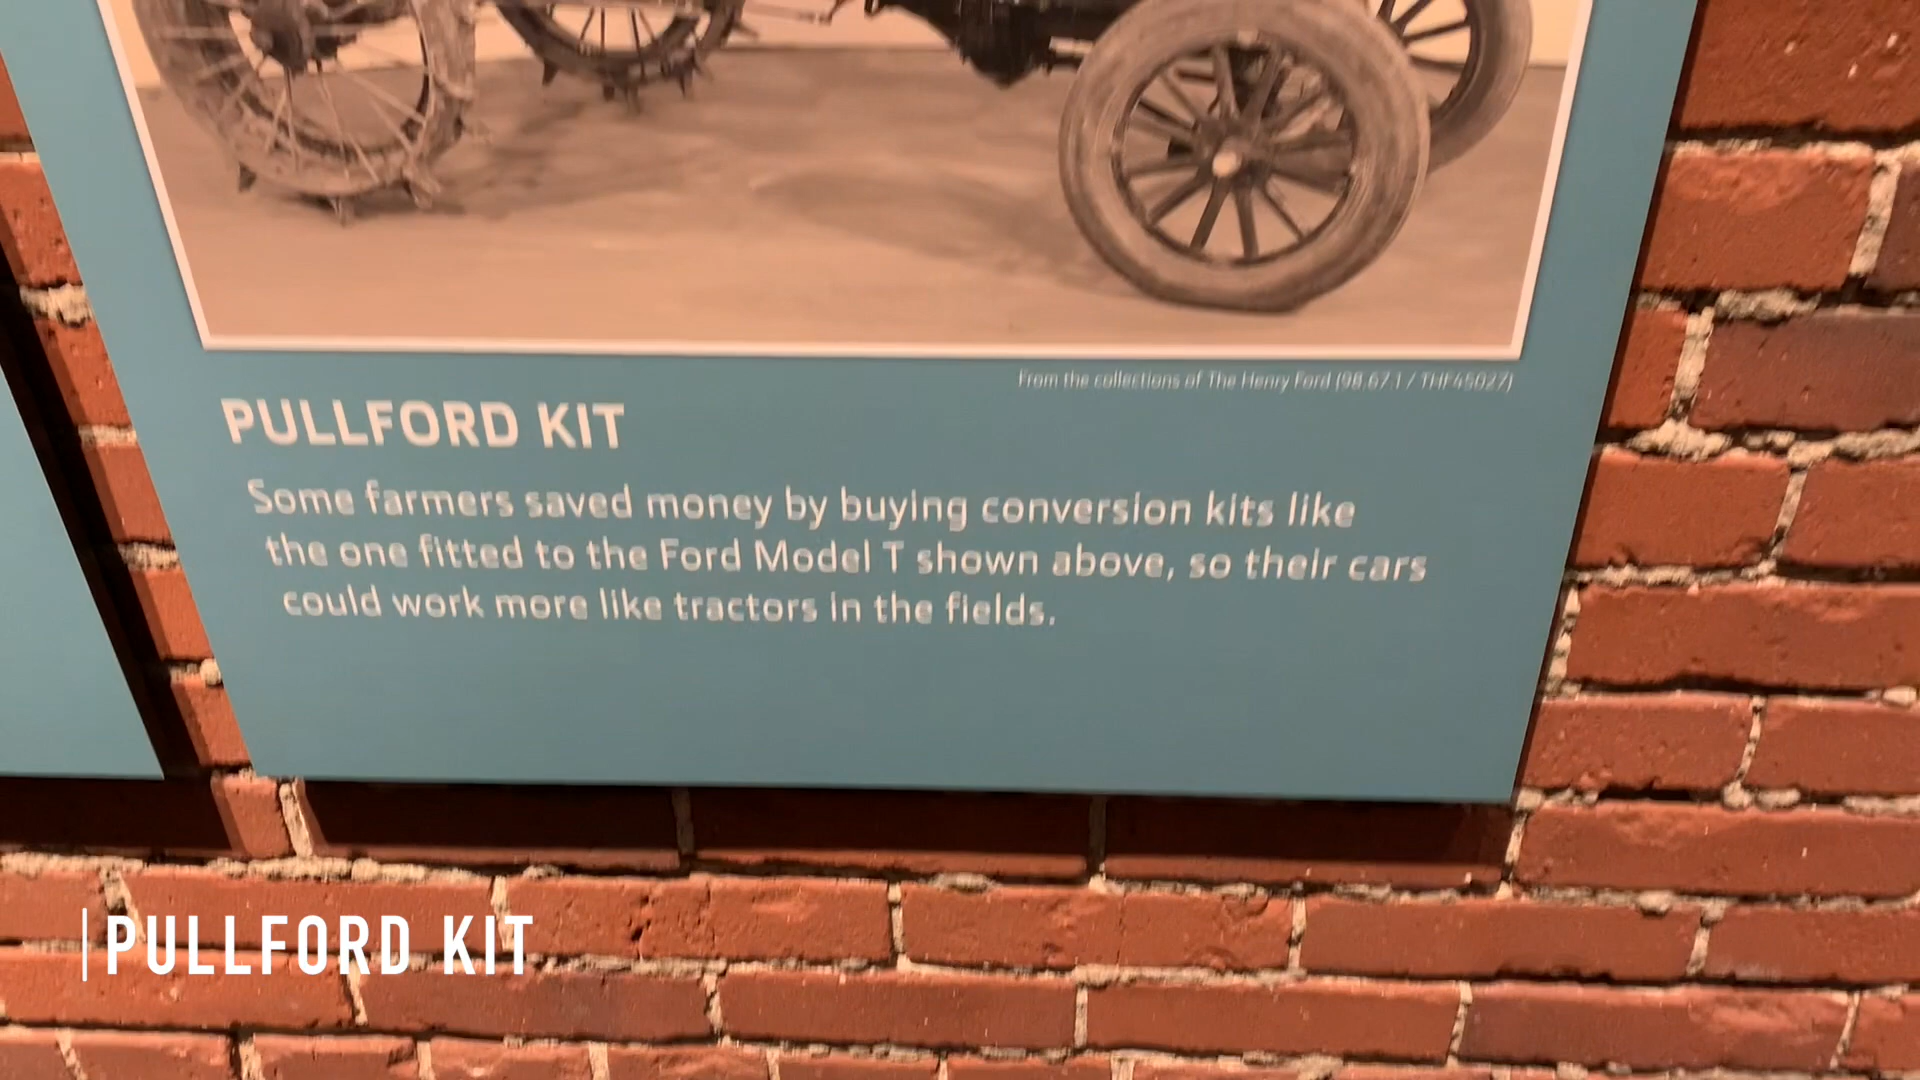 From the collections of The Henry Ford (98.67.1 / THF45027)
PULLFORD KIT
Some farmers saved money by buying conversion kits like
the one fitted to the Ford Model T shown above, so their cars
could work more like tractors in the fields.
PULLFORD KIT